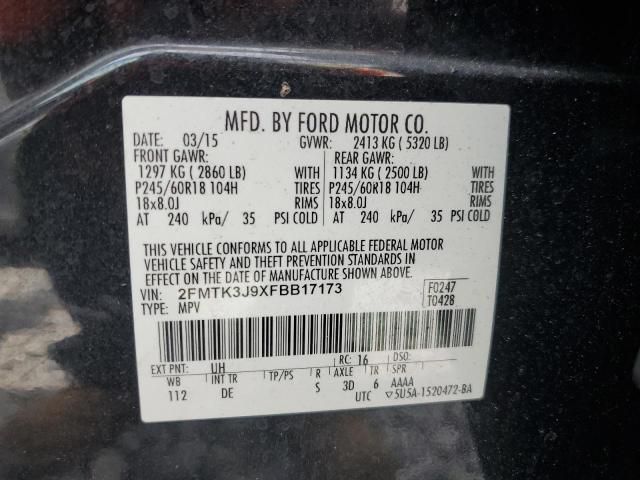 MFD. BY FORD MOTOR CO.
DATE: 03/15 GVWR: 2413 KG ( 5320 LB)
FRONT GAWR: REAR GAWR:
1297 KG ( 2860 LB) WITH 1134 KG ( 2500 LB) WITH
P245/60R18 104H TIRES P245/60R18 104H TIRES
18x8.0J RIMS 18x8.0J RIMS
AT 240 kPa/ 35 PSI COLD AT 240 kPa/ 35 PSI COLD
THIS VEHICLE CONFORMS TO ALL APPLICABLE FEDERAL MOTOR
VEHICLE SAFETY AND THEFT PREVENTION STANDARDS IN
EFFECT ON THE DATE OF MANUFACTURE SHOWN ABOVE.
VIN: 2FMTK3J9XFBB17173 F0247
TYPE: MPV T0428
EXT PNT: UH RC: 16 DSO:
WB INT TR TP/PS R AXLE TR SPR
112 DE S 3D 6 AAAA
UTC ▽5U5A-1520472-BA